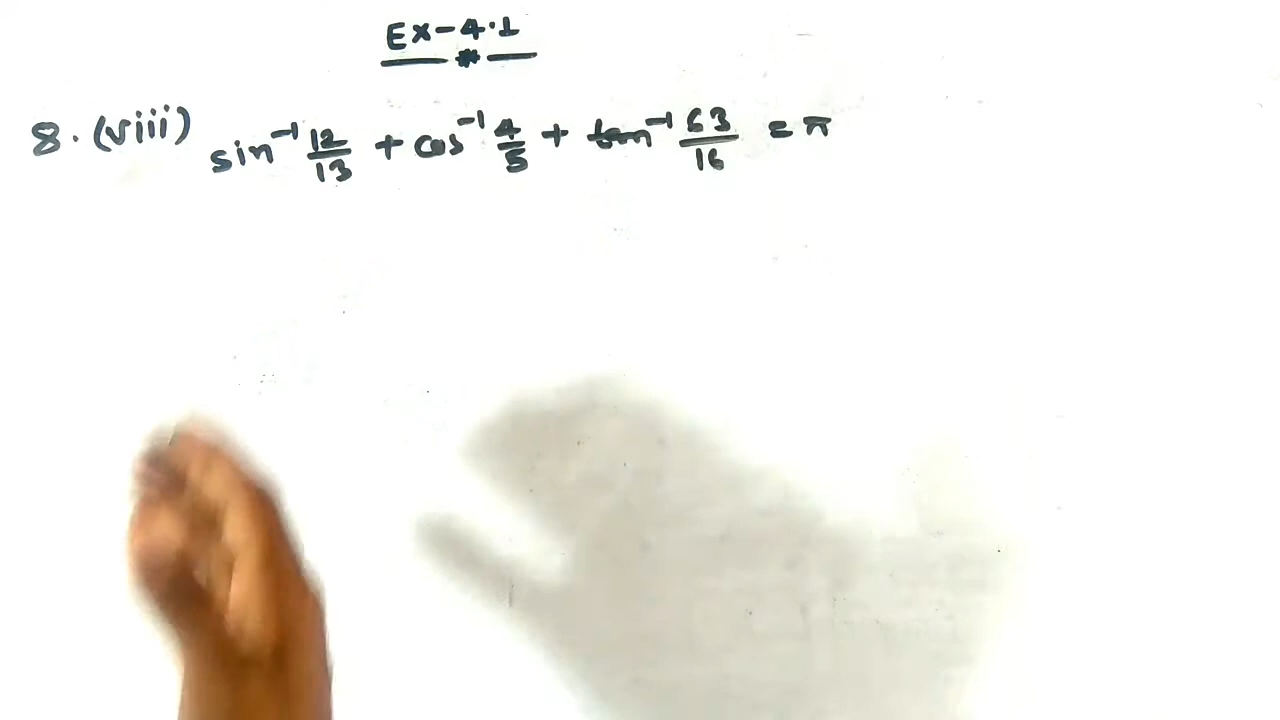 Ex-4.1
8. (viii) sin⁻¹ 12/13 + cos⁻¹ 4/5 + tan⁻¹ 63/16 = π